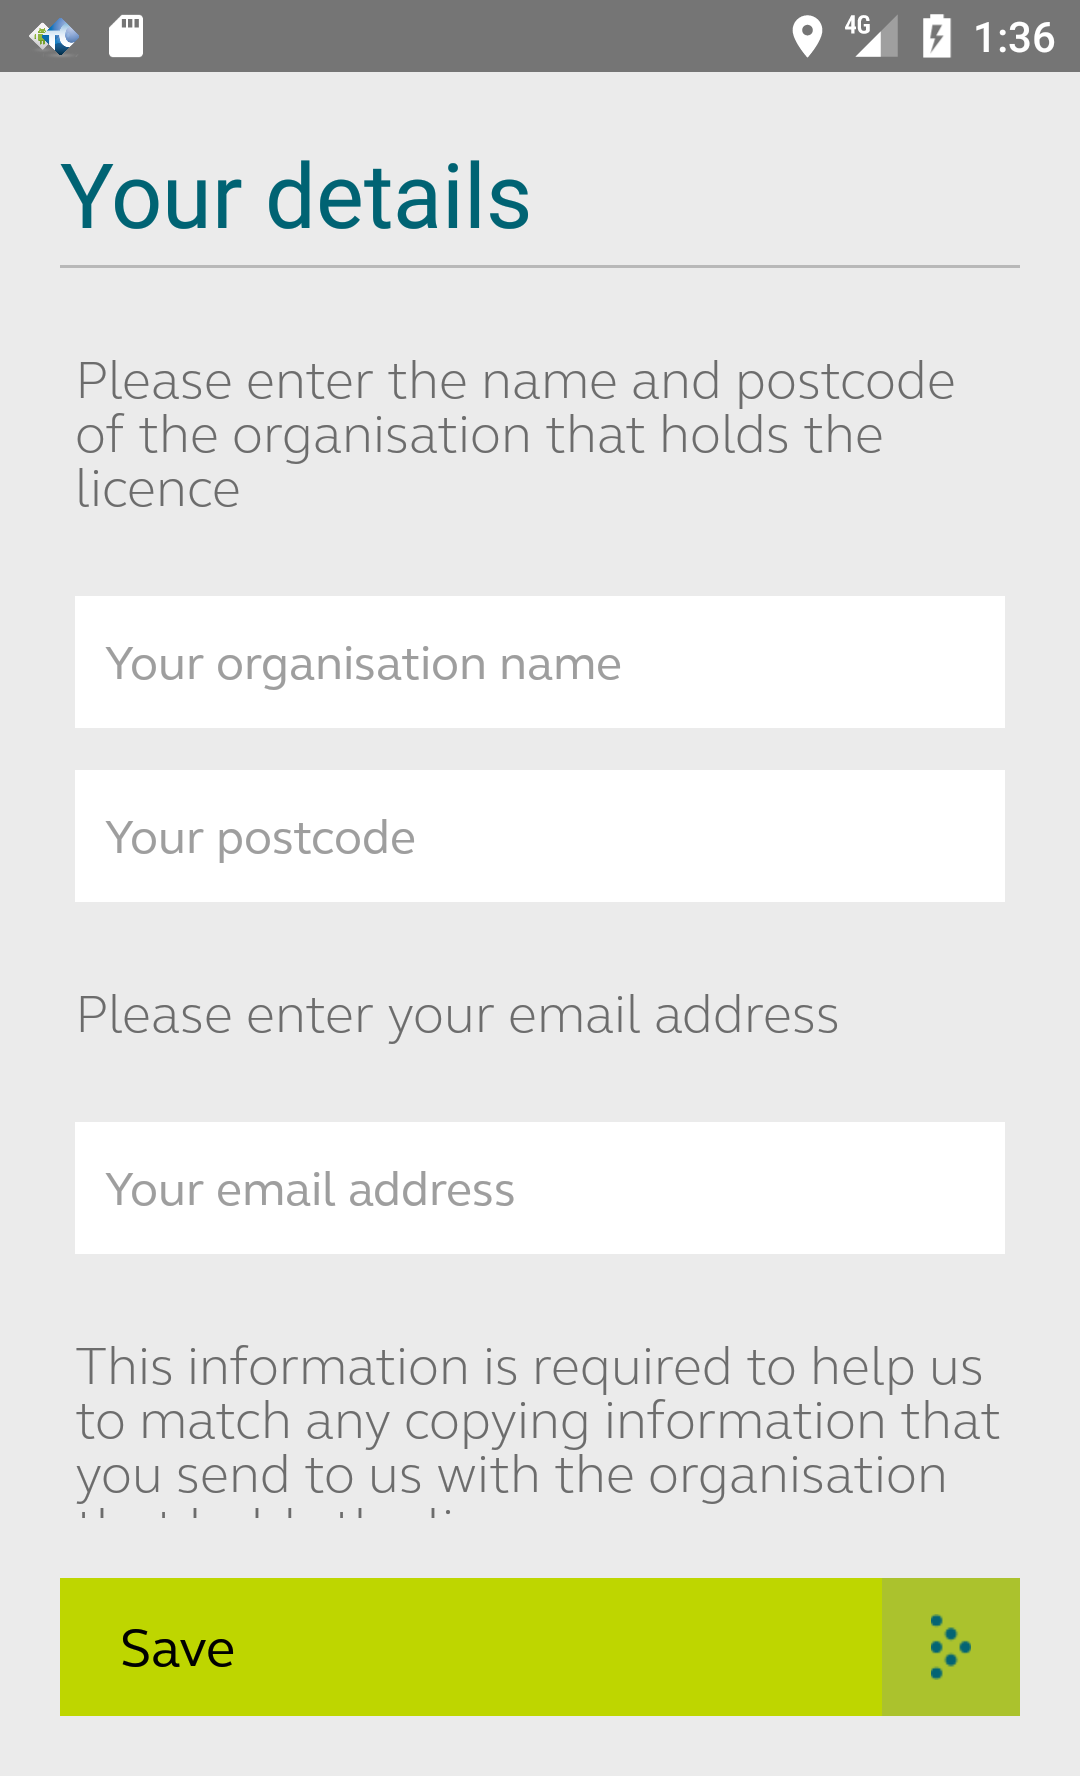 4G 1:36
Your details
Please enter the name and postcode
of the organisation that holds the
licence
Your organisation name
Your postcode
Please enter your email address
Your email address
This information is required to help us
to match any copying information that
you send to us with the organisation
Save